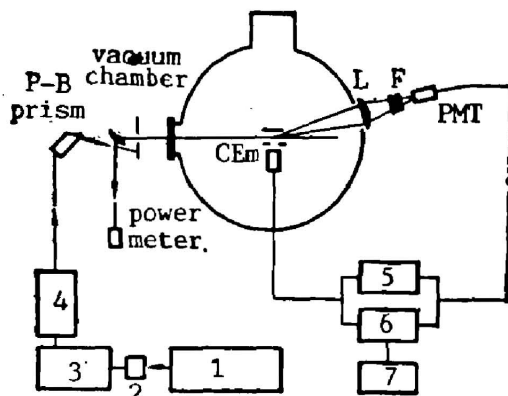 vacuum
chamber
P-B
prism
L
F
PMT
CEm
power
meter.
4
5
6
3
2
1
7